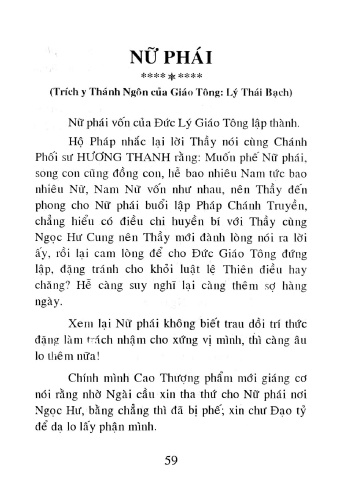 NỮ PHÁI
****⁕****
(Trích y Thánh Ngôn của Giáo Tông: Lý Thái Bạch)
Nữ phái vốn của Đức Lý Giáo Tông lập thành.
Hộ Pháp nhắc lại lời Thầy nói cùng Chánh
Phối sư HƯƠNG THANH rằng: Muốn phế Nữ phái,
song con cũng đồng con, hễ bao nhiêu Nam tức bao
nhiêu Nữ, Nam Nữ vốn như nhau, nên Thầy đến
phong cho Nữ phái buổi lập Pháp Chánh Truyền,
chẳng hiểu có điều chi huyền bí với Thầy cùng
Ngọc Hư Cung nên Thầy mới đành lòng nói ra lời
ấy, rồi lại cam lòng để cho Đức Giáo Tông đứng
lập, đặng tránh cho khỏi luật lệ Thiên điều hay
chăng? Hễ càng suy nghĩ lại càng thêm sợ hàng
ngày.
Xem lại Nữ phái không biết trau dồi trí thức
đặng làm trách nhậm cho xứng vị mình, thì càng âu
lo thêm nữa!
Chính mình Cao Thượng phẩm mới giáng cơ
nói rằng nhờ Ngài cầu xin tha thứ cho Nữ phái nơi
Ngọc Hư, bằng chẳng thì đã bị phế; xin chư Đạo tỷ
để dạ lo lấy phận mình.
59